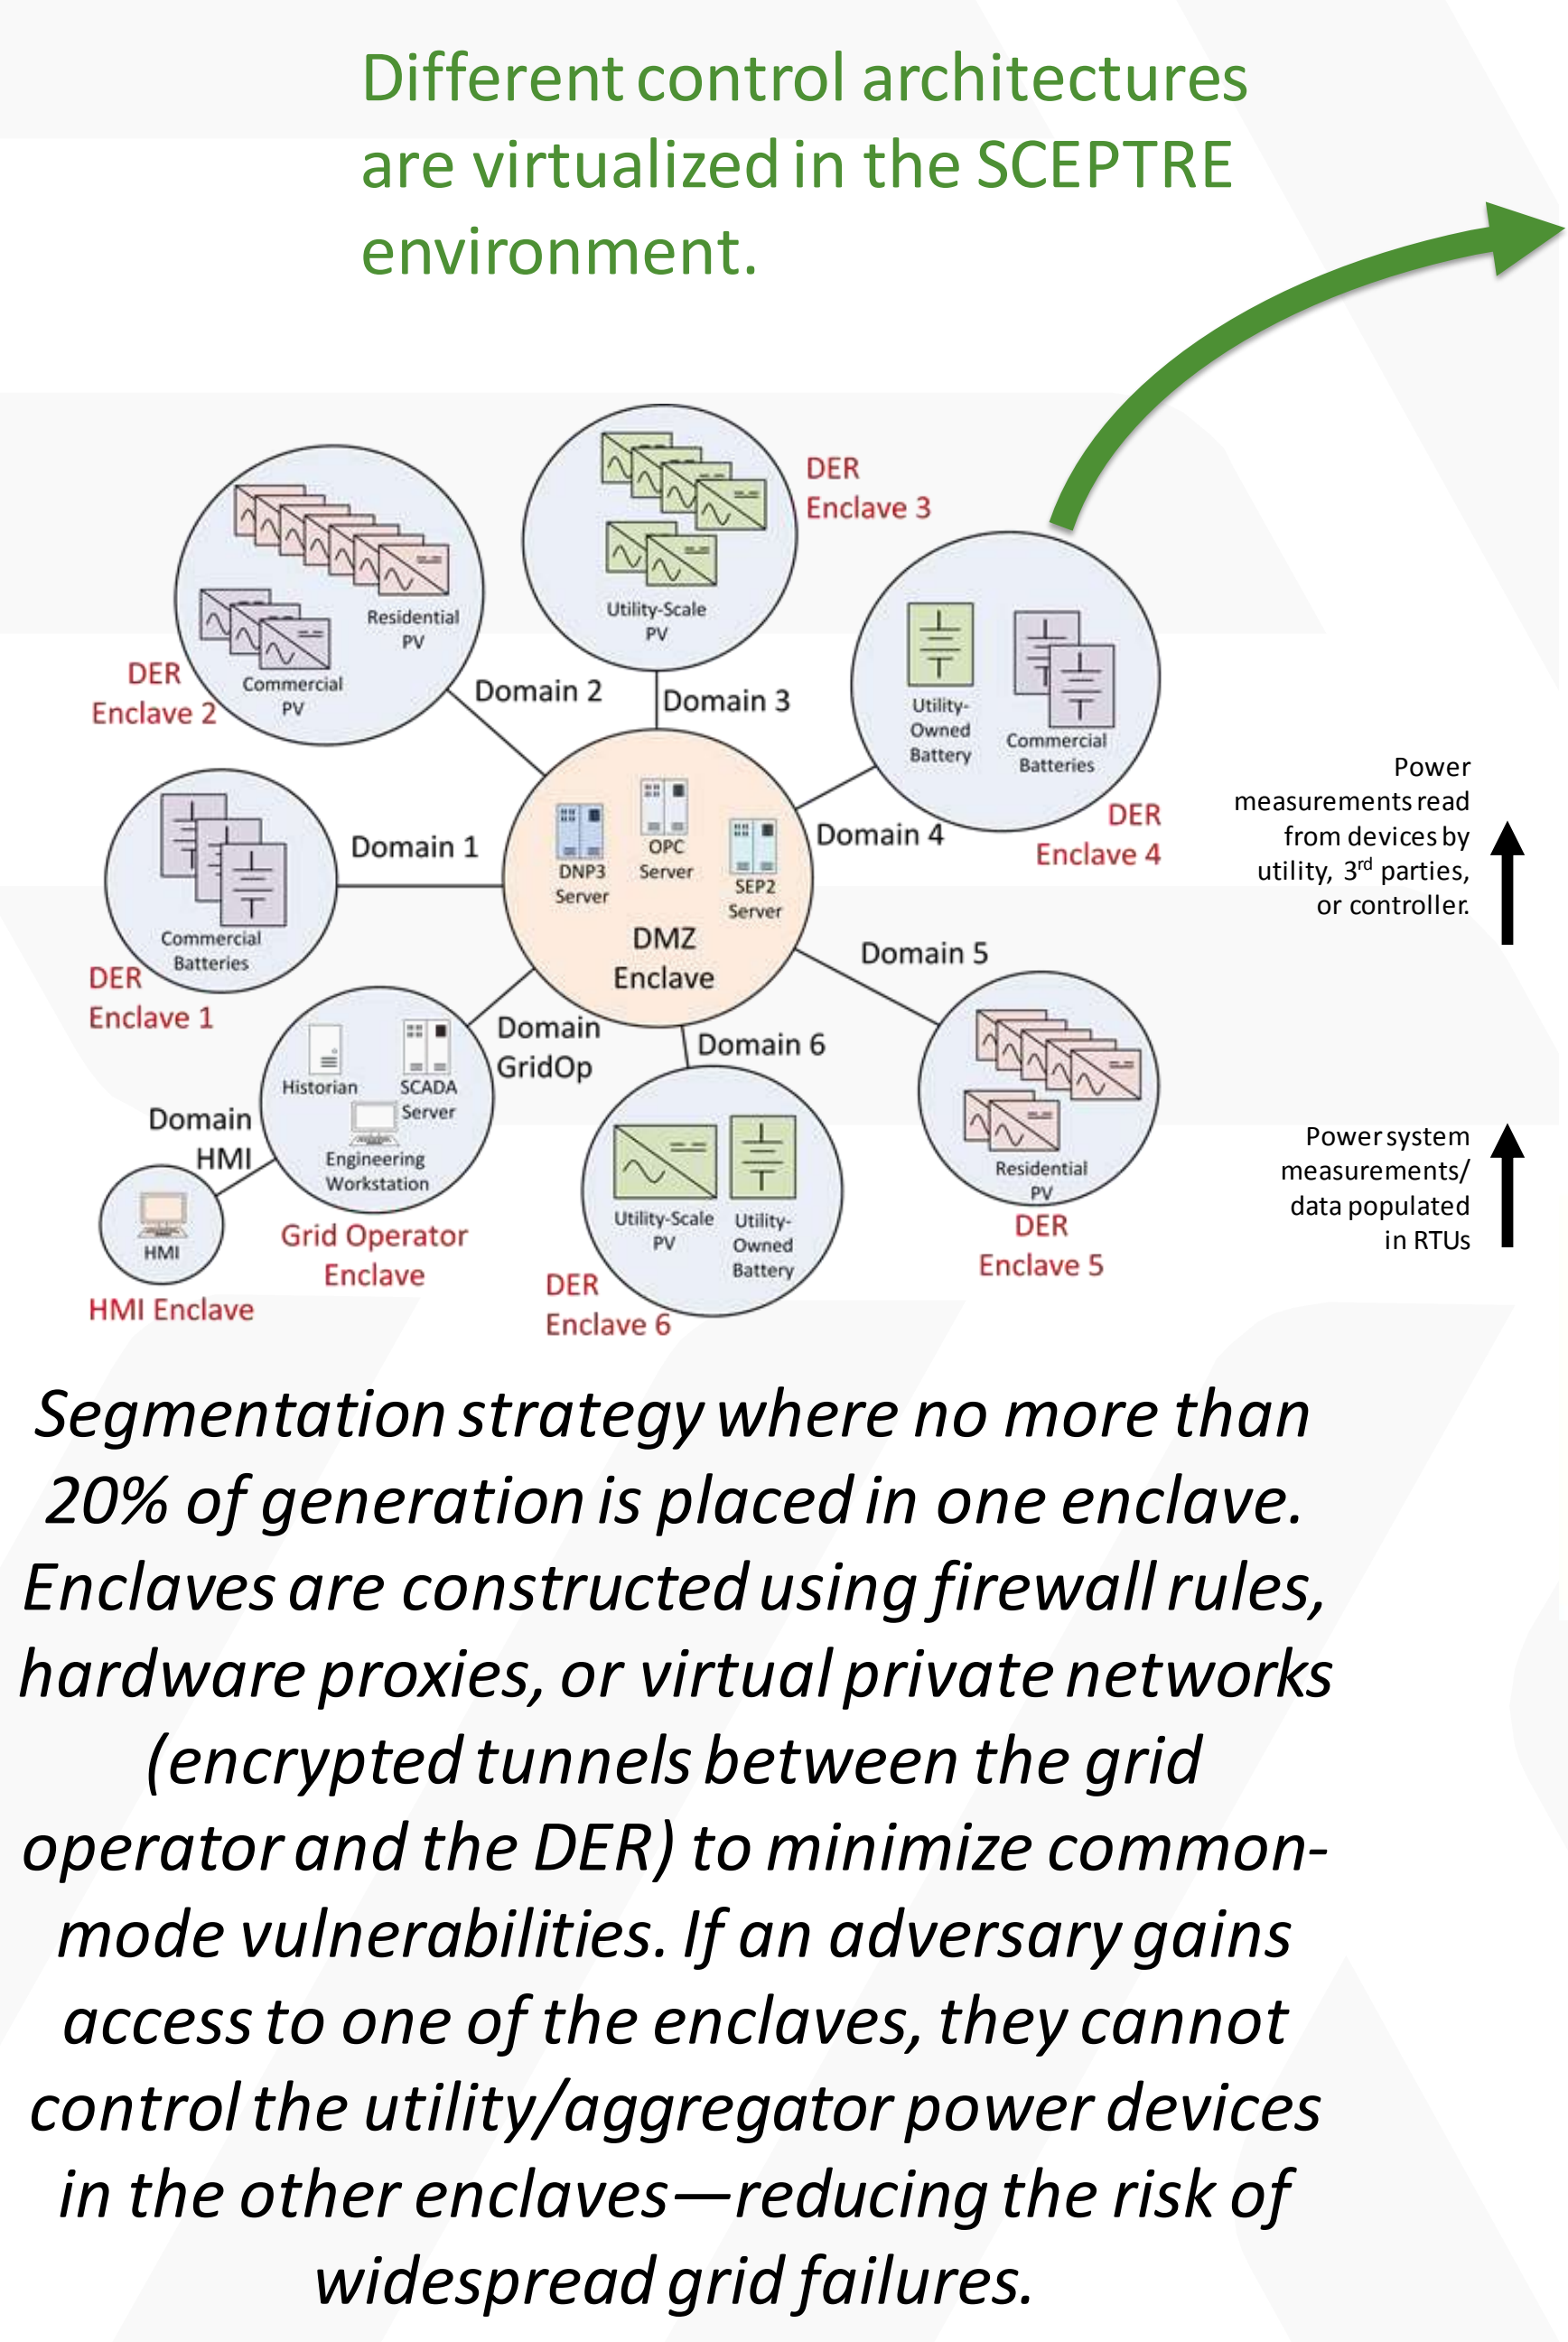 Different control architectures
are virtualized in the SCEPTRE
environment.
DER
Enclave 3
Residential
PV
Commercial
PV
DER
Enclave 2
Utility-Scale
PV
Domain 2
Domain 3
Utility-
Owned
Battery
Commercial
Batteries
DER
Enclave 4
Domain 4
Domain 1
DNP3
Server
OPC
Server
SEP2
Server
DMZ
Enclave
Commercial
Batteries
DER
Enclave 1
Domain 5
Domain
GridOp
Domain 6
Historian
SCADA
Server
Engineering
Workstation
Grid Operator
Enclave
Domain
HMI
HMI
HMI Enclave
Utility-Scale
PV
Utility-
Owned
Battery
DER
Enclave 6
Residential
PV
DER
Enclave 5
Power
measurements read
from devices by
utility, 3rd parties,
or controller.
Power system
measurements/
data populated
in RTUs
Segmentation strategy where no more than
20% of generation is placed in one enclave.
Enclaves are constructed using firewall rules,
hardware proxies, or virtual private networks
(encrypted tunnels between the grid
operator and the DER) to minimize common-
mode vulnerabilities. If an adversary gains
access to one of the enclaves, they cannot
control the utility/aggregator power devices
in the other enclaves—reducing the risk of
widespread grid failures.